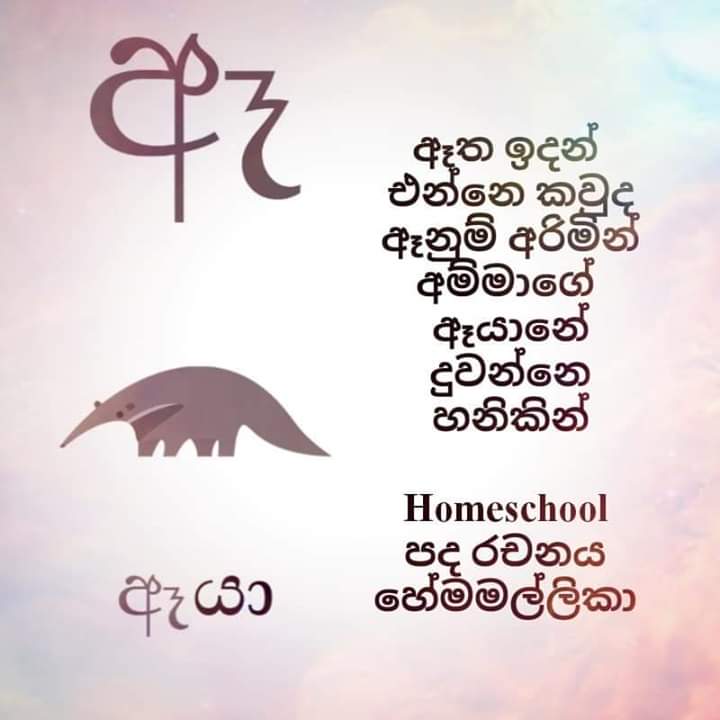 ඈ
ඈත ඉදන්
එන්නෙ කවුද
ඈනුම් අරිමින්
අම්මාගේ
ඈයානේ
දුවන්නෙ
හනිකින්
ඈයා
Homeschool
පද රචනය
හේමමල්ලිකා